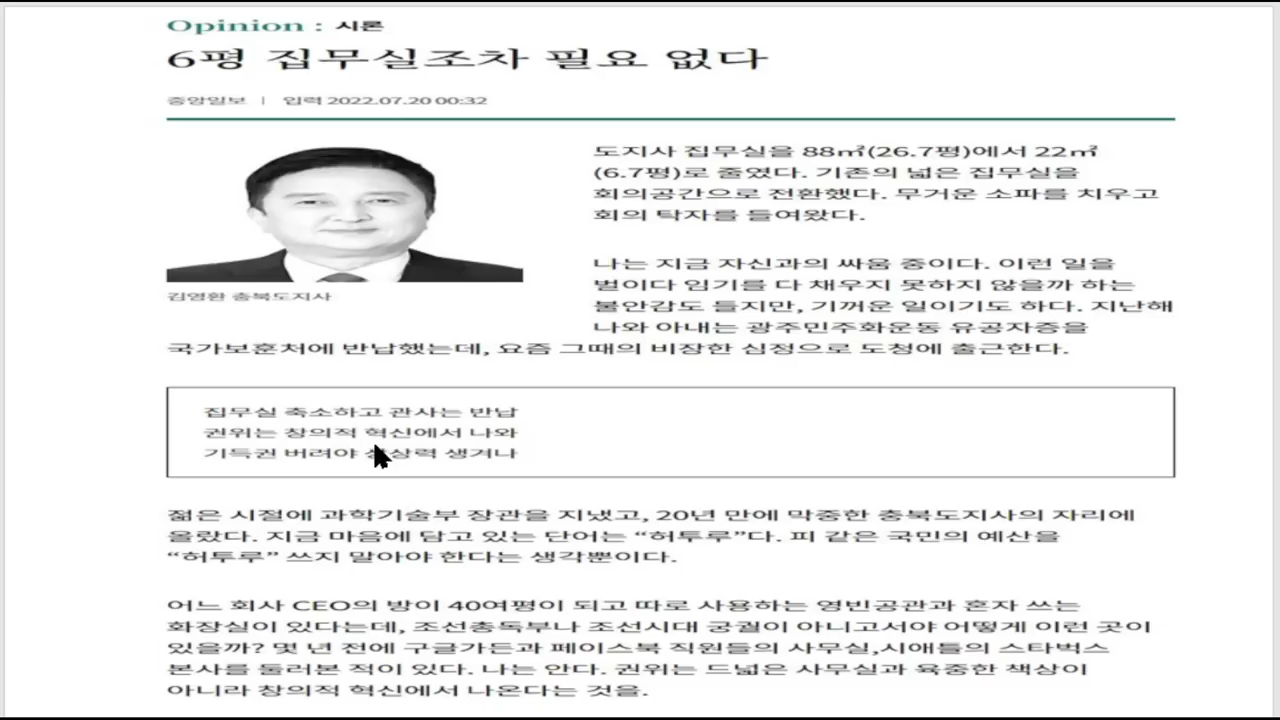 Opinion : 시론
6평 집무실조차 필요 없다
중앙일보 | 입력 2022.07.20 00:32
도지사 집무실을 88㎡(26.7평)에서 22㎡
(6.7평)로 줄였다. 기존의 넓은 집무실을
회의공간으로 전환했다. 무거운 소파를 치우고
회의 탁자를 들여왔다.
나는 지금 자신과의 싸움 중이다. 이런 일을
벌이다 임기를 다 채우지 못하지 않을까 하는
불안감도 들지만, 기꺼운 일이기도 하다. 지난해
나와 아내는 광주민주화운동 유공자증을
국가보훈처에 반납했는데, 요즘 그때의 비장한 심정으로 도청에 출근한다.
김영환 충북도지사
집무실 축소하고 관사는 반납
권위는 창의적 혁신에서 나와
기득권 버려야 상상력 생겨나
젊은 시절에 과학기술부 장관을 지냈고, 20년 만에 막중한 충북도지사의 자리에
올랐다. 지금 마음에 담고 있는 단어는 “허투루”다. 피 같은 국민의 예산을
“허투루” 쓰지 말아야 한다는 생각뿐이다.
어느 회사 CEO의 방이 40여평이 되고 따로 사용하는 영빈공관과 혼자 쓰는
화장실이 있다는데, 조선총독부나 조선시대 궁궐이 아니고서야 어떻게 이런 곳이
있을까? 몇 년 전에 구글가든과 페이스북 직원들의 사무실,시애틀의 스타벅스
본사를 둘러본 적이 있다. 나는 안다. 권위는 드넓은 사무실과 육중한 책상이
아니라 창의적 혁신에서 나온다는 것을.